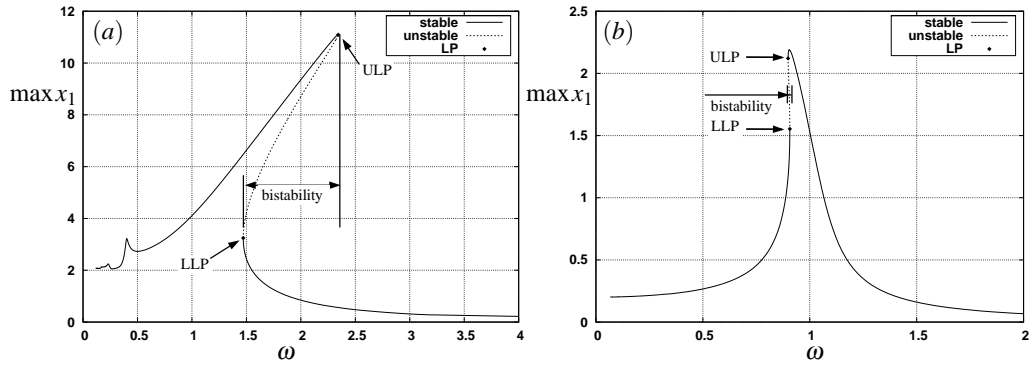 (a)
stable
unstable
LP
12
10
8
6
4
2
0
max x₁
ULP
bistability
LLP
0 0.5 1 1.5 2 2.5 3 3.5 4
ω
(b)
stable
unstable
LP
2.5
2
1.5
1
0.5
0
max x₁
ULP
bistability
LLP
0 0.5 1 1.5 2
ω